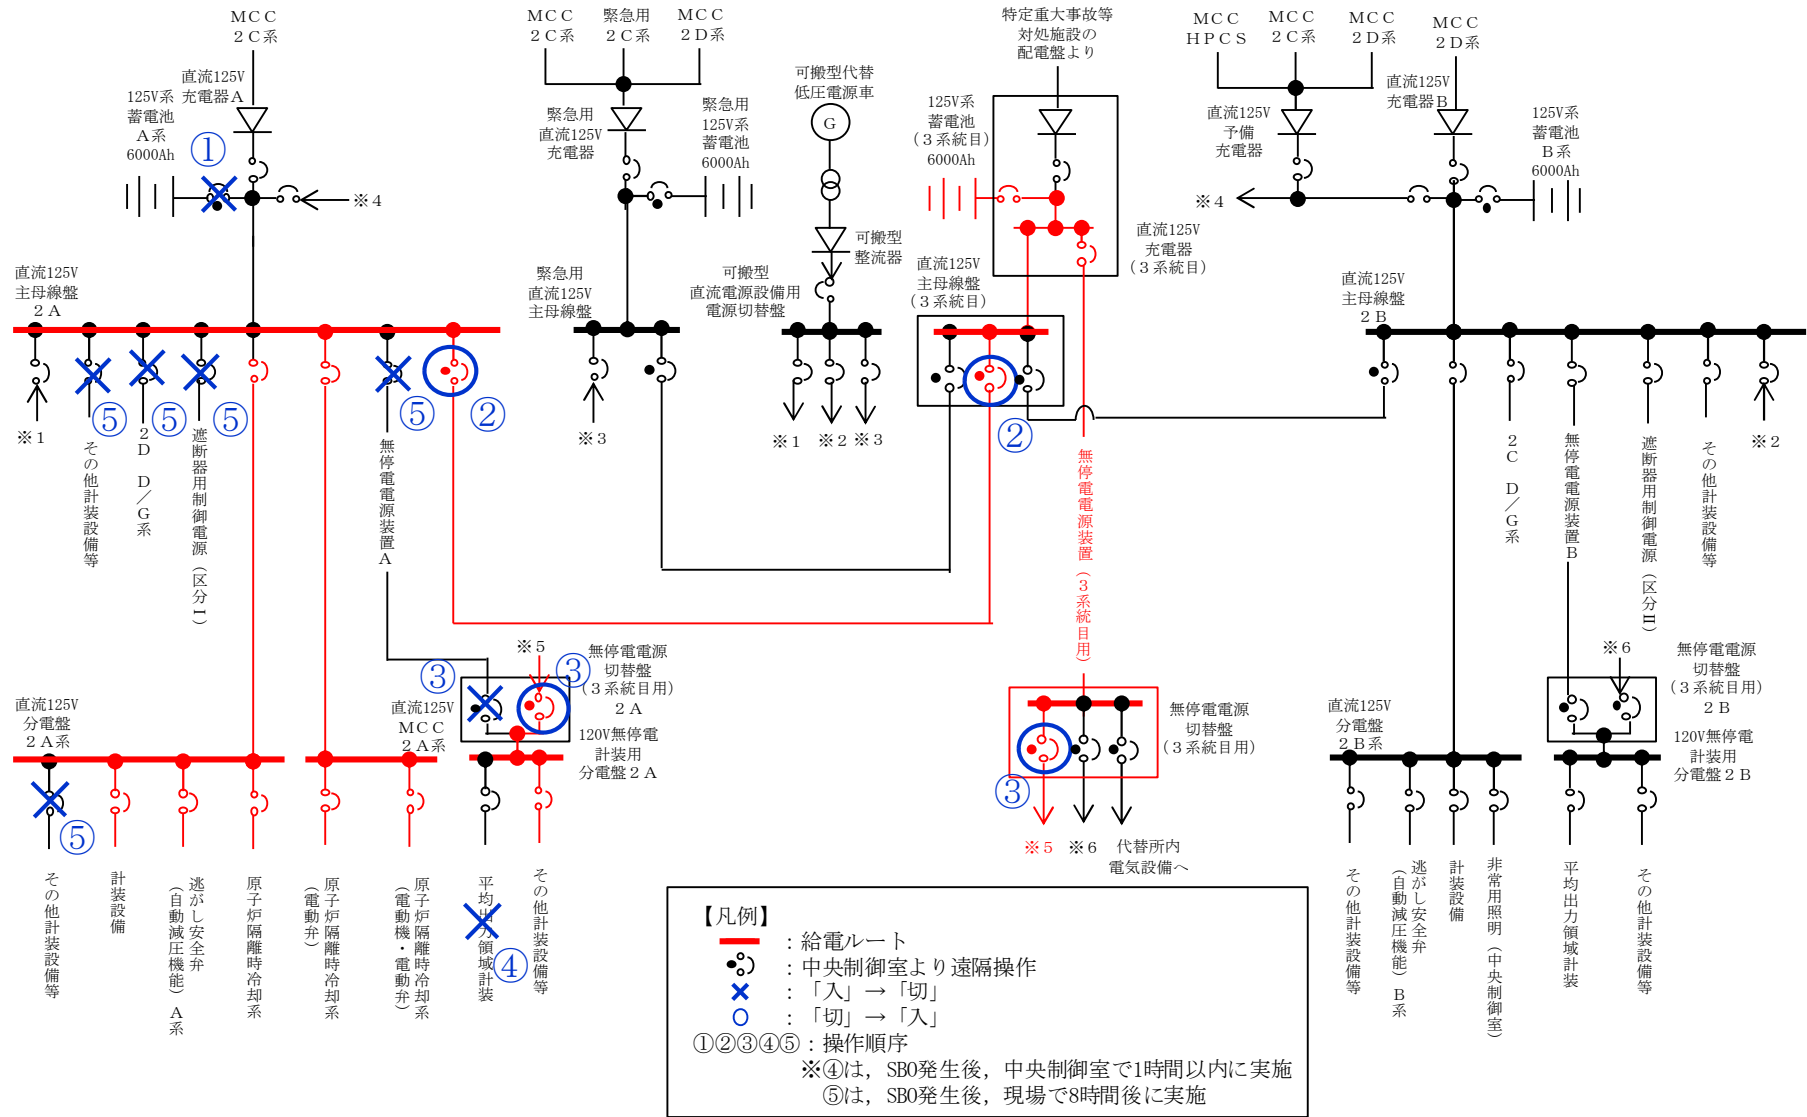 ＭＣＣ
２Ｃ系
直流125V
充電器Ａ
125V系
蓄電池
Ａ系
6000Ah
①
※４
ＭＣＣ
２Ｃ系
緊急用
２Ｃ系
ＭＣＣ
２Ｄ系
緊急用
直流125V
充電器
緊急用
125V系
蓄電池
6000Ah
可搬型代替
低圧電源車
Ｇ
可搬型
整流器
特定重大事故等
対処施設の
配電盤より
125V系
蓄電池
（３系統目）
6000Ah
直流125V
充電器
（３系統目）
ＭＣＣ
ＨＰＣＳ
ＭＣＣ
２Ｃ系
ＭＣＣ
２Ｄ系
ＭＣＣ
２Ｄ系
直流125V
予備
充電器
直流125V
充電器Ｂ
125V系
蓄電池
Ｂ系
6000Ah
※４
直流125V
主母線盤
２Ａ
緊急用
直流125V
主母線盤
可搬型
直流電源設備用
電源切替盤
直流125V
主母線盤
（３系統目）
直流125V
主母線盤
２Ｂ
※１
⑤
⑤
⑤
⑤
②
※３
※１
※２
※３
②
※２
その他計装設備等
２Ｄ　Ｄ／Ｇ系
遮断器用制御電源（区分Ⅰ）
無停電電源装置Ａ
無停電電源装置（３系統目用）
２Ｃ　Ｄ／Ｇ系
無停電電源装置Ｂ
遮断器用制御電源（区分Ⅱ）
その他計装設備等
※５
③
③
無停電電源
切替盤
（３系統目用）
２Ａ
※６
無停電電源
切替盤
（３系統目用）
２Ｂ
直流125V
分電盤
２Ａ系
直流125V
ＭＣＣ
２Ａ系
120V無停電
計装用
分電盤２Ａ
無停電電源
切替盤
（３系統目用）
③
直流125V
分電盤
２Ｂ系
120V無停電
計装用
分電盤２Ｂ
⑤
※５
※６
代替所内
電気設備へ
その他計装設備等
計装設備
逃がし安全弁
（自動減圧機能）Ａ系
原子炉隔離時冷却系
原子炉隔離時冷却系
（電動弁）
原子炉隔離時冷却系
（電動機・電動弁）
平均出力領域計装
④
その他計装設備等
その他計装設備等
逃がし安全弁
（自動減圧機能）Ｂ系
計装設備
非常用照明（中央制御室）
平均出力領域計装
その他計装設備等
【凡例】
：給電ルート
：中央制御室より遠隔操作
：「入」→「切」
：「切」→「入」
①②③④⑤：操作順序
※④は，SBO発生後，中央制御室で1時間以内に実施
⑤は，SBO発生後，現場で8時間後に実施